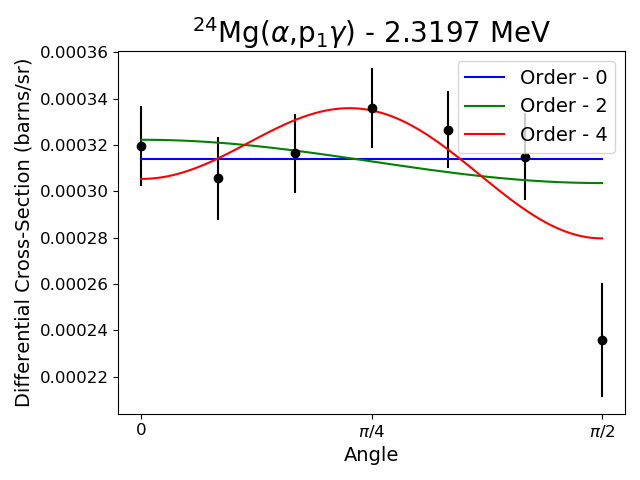 ²⁴Mg(α,p₁γ) - 2.3197 MeV
Differential Cross-Section (barns/sr)
0.00036
0.00034
0.00032
0.00030
0.00028
0.00026
0.00024
0.00022
Order - 0
Order - 2
Order - 4
0
π/4
π/2
Angle